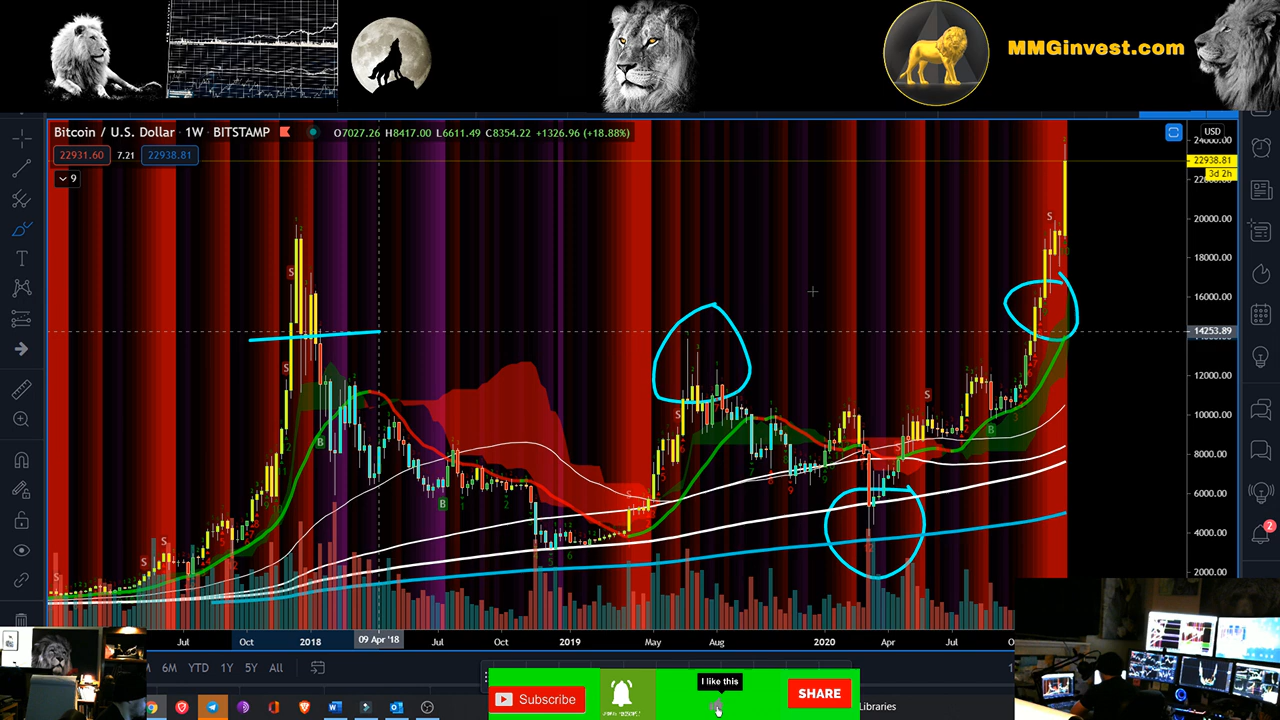 MMGinvest.com
Bitcoin / U.S. Dollar 1W BITSTAMP O7027.26 H8417.00 L6611.49 C8354.22 +1326.96 (+18.88%)
USD
22931.60 7.21 22938.81
9
24000.00
22938.81
3d 2h
S
20000.00
S
18000.00
16000.00
14253.89
S
12000.00
S
S
10000.00
B
B
8000.00
B
6000.00
S
4000.00
S
S
2000.00
Jul Oct 2018 09 Apr '18 Jul Oct 2019 May Aug 2020 Apr Jul
6M YTD 1Y 5Y All
I like this
Subscribe
SHARE
Libraries
2